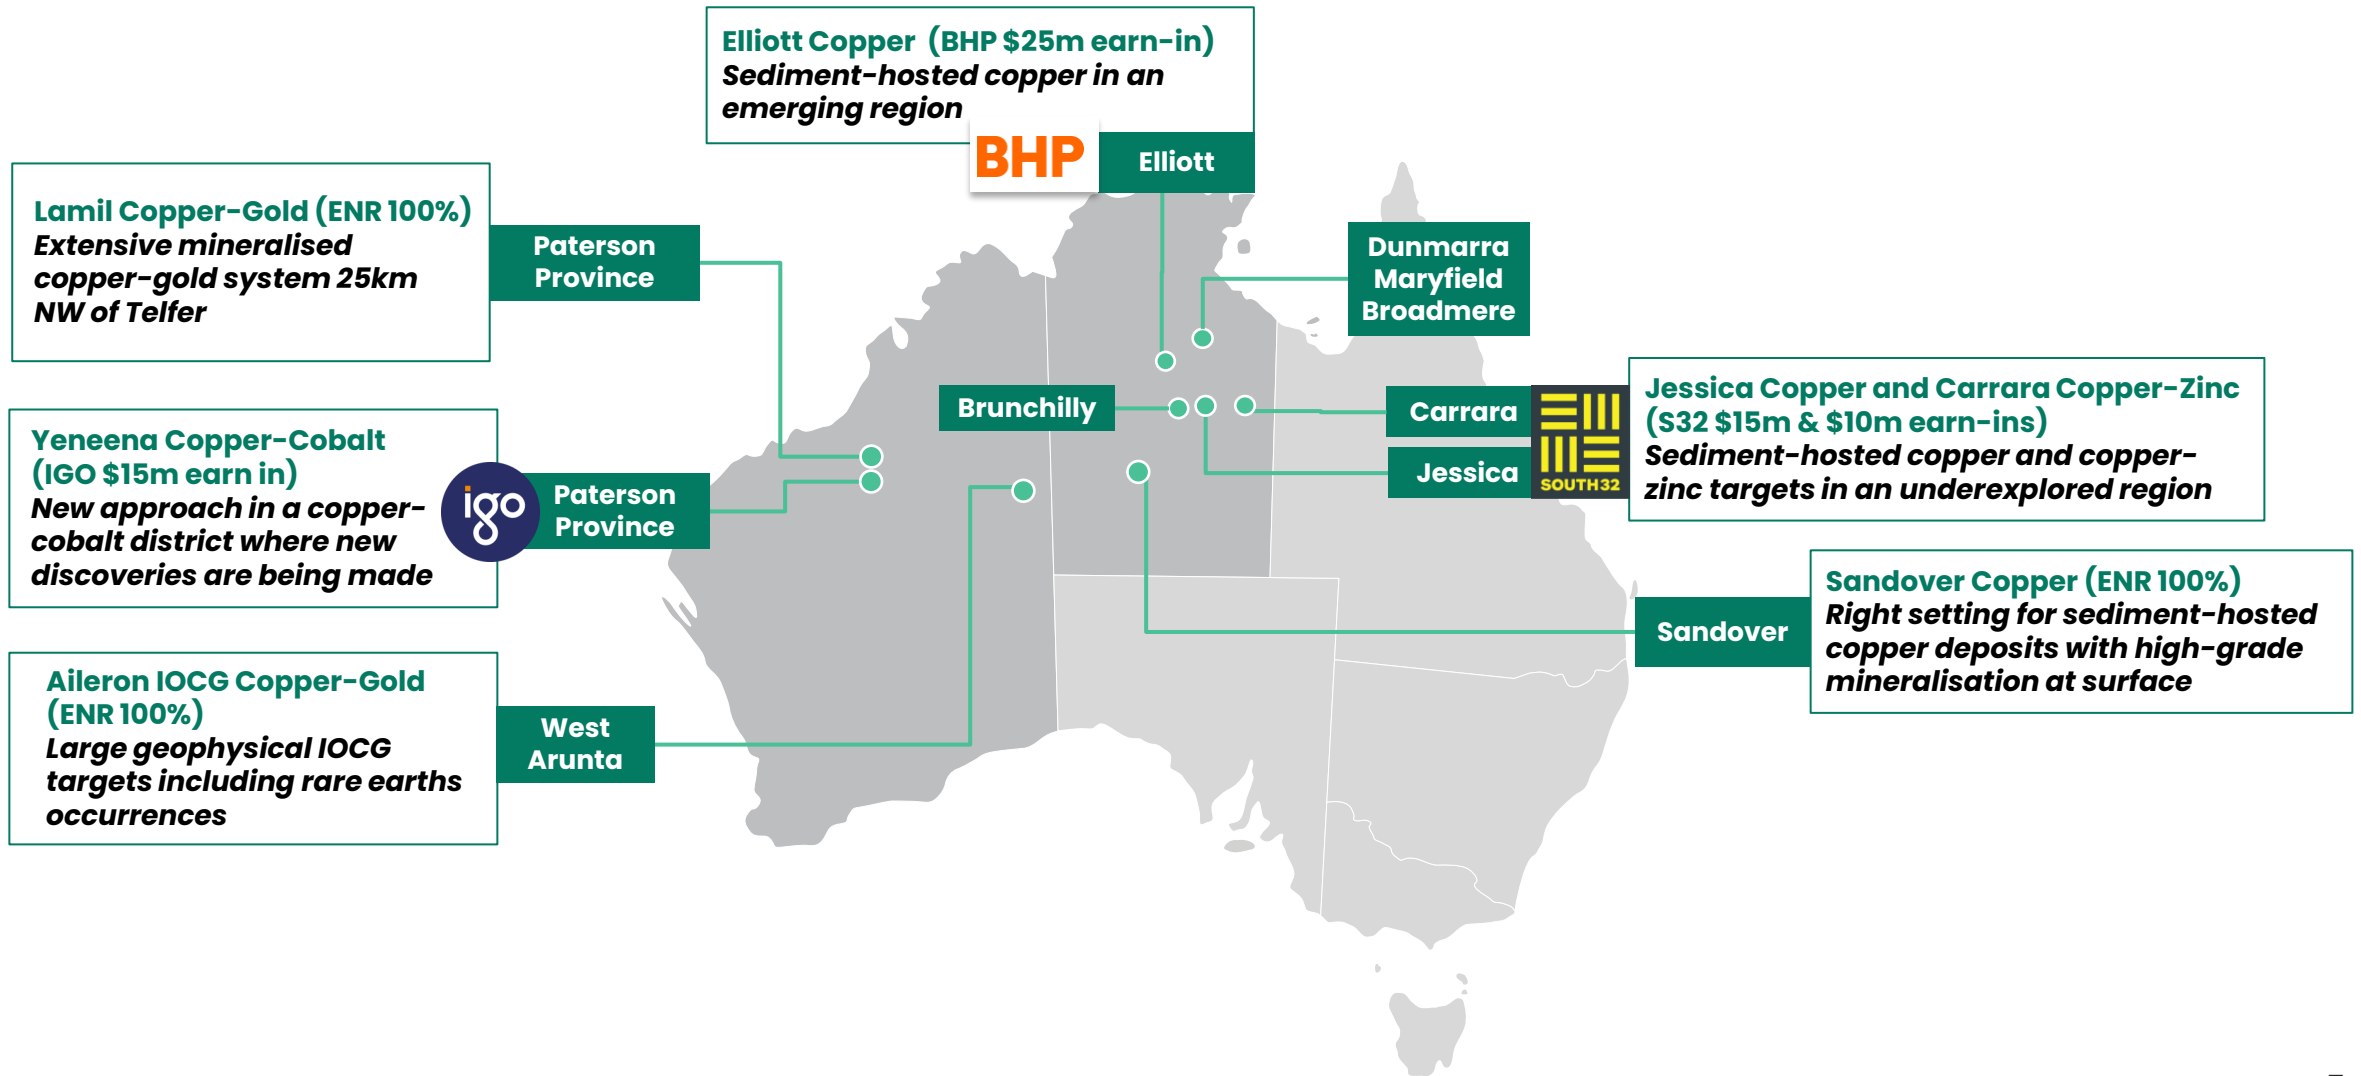 Elliott Copper (BHP $25m earn-in)
Sediment-hosted copper in an
emerging region
BHP
Elliott
Lamil Copper-Gold (ENR 100%)
Extensive mineralised
copper-gold system 25km
NW of Telfer
Paterson
Province
Dunmarra
Maryfield
Broadmere
Brunchilly
Carrara
Jessica
SOUTH32
Jessica Copper and Carrara Copper-Zinc
(S32 $15m & $10m earn-ins)
Sediment-hosted copper and copper-
zinc targets in an underexplored region
Yeneena Copper-Cobalt
(IGO $15m earn in)
New approach in a copper-
cobalt district where new
discoveries are being made
igo
Paterson
Province
Sandover
Sandover Copper (ENR 100%)
Right setting for sediment-hosted
copper deposits with high-grade
mineralisation at surface
Aileron IOCG Copper-Gold
(ENR 100%)
Large geophysical IOCG
targets including rare earths
occurrences
West
Arunta